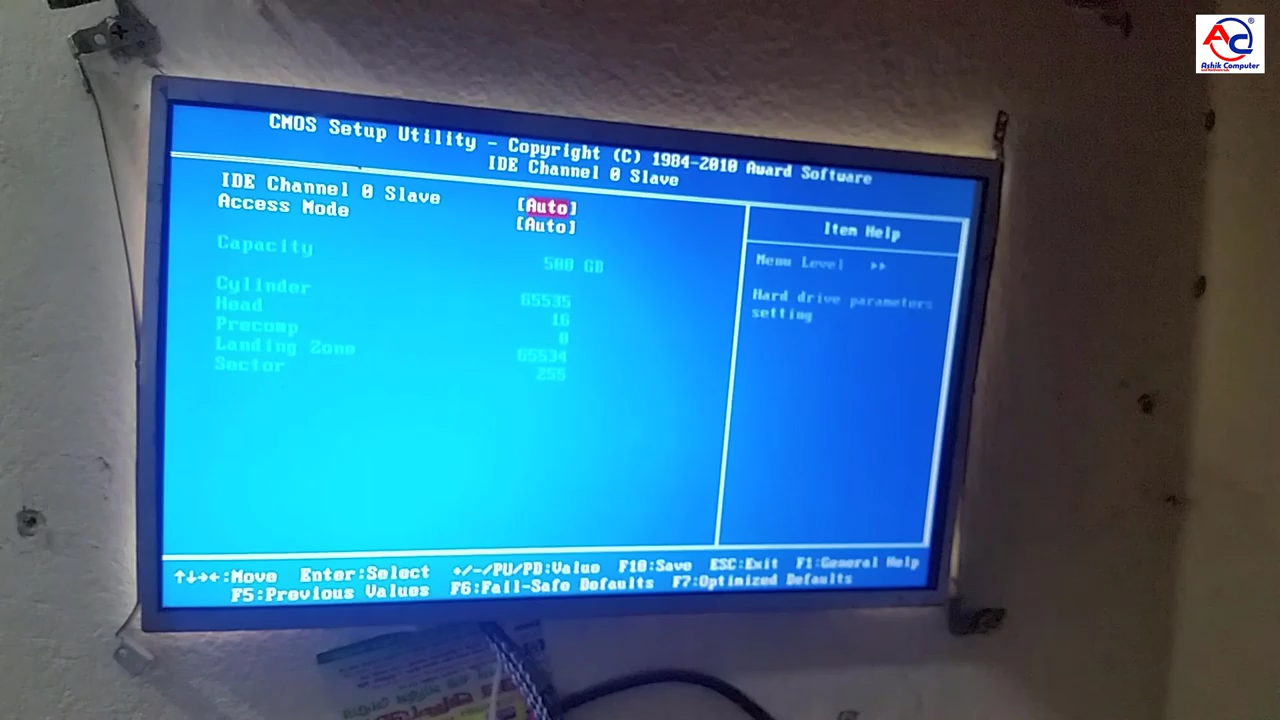 Ashik Computer
CMOS Setup Utility - Copyright (C) 1984-2010 Award Software
IDE Channel 0 Slave
IDE Channel 0 Slave [Auto]
Access Mode [Auto]
Capacity 500 GB
Cylinder 65535
Head 16
Precomp 0
Landing Zone 65534
Sector 255
Item Help
Menu Level >>
Hard drive parameters
setting
↑↓→←:Move Enter:Select +/-/PU/PD:Value F10:Save ESC:Exit F1:General Help
F5:Previous Values F6:Fail-Safe Defaults F7:Optimized Defaults